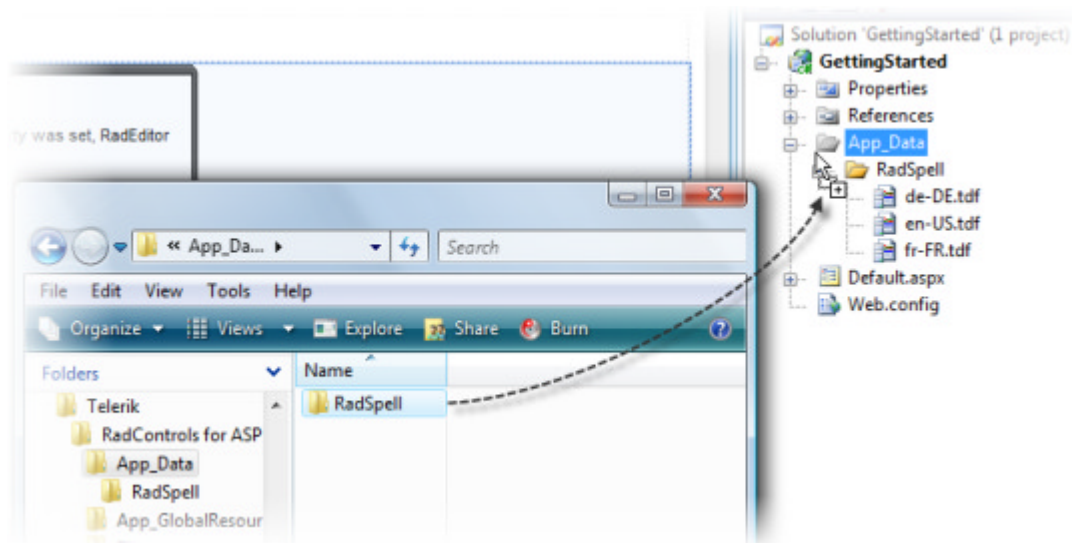 Solution 'GettingStarted' (1 project)
GettingStarted
Properties
References
App_Data
RadSpell
de-DE.tdf
en-US.tdf
fr-FR.tdf
Default.aspx
Web.config
ty was set, RadEditor
« App_Da...
Search
File Edit View Tools Help
Organize Views Explore Share Burn
Folders
Name
Telerik
RadControls for ASP
App_Data
RadSpell
App_GlobalResour
RadSpell